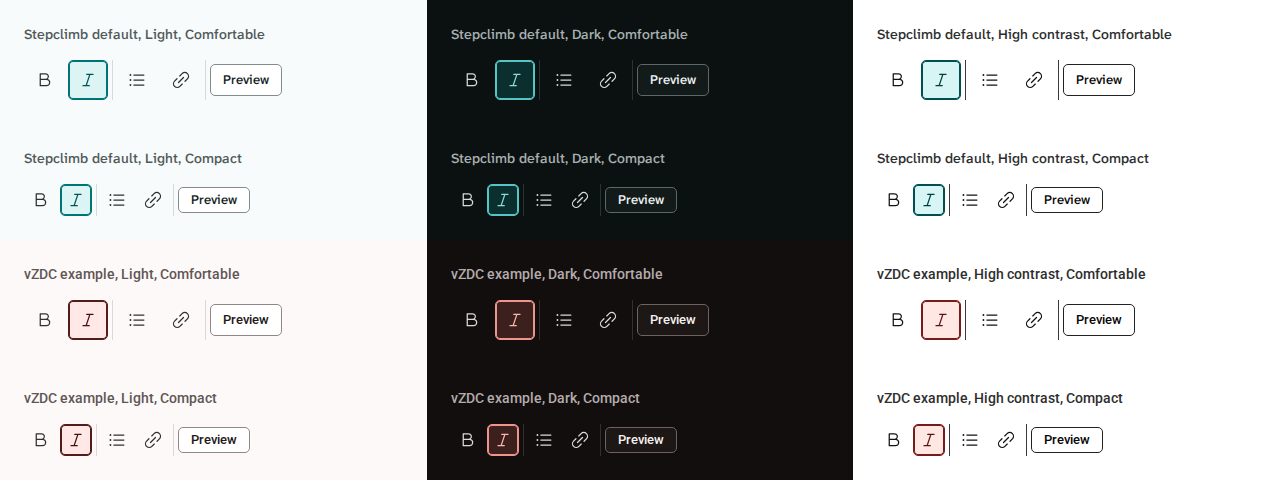 Stepclimb default, Light, Comfortable
B I Preview
Stepclimb default, Light, Compact
B I Preview
vZDC example, Light, Comfortable
B I Preview
vZDC example, Light, Compact
B I Preview
Stepclimb default, Dark, Comfortable
B I Preview
Stepclimb default, Dark, Compact
B I Preview
vZDC example, Dark, Comfortable
B I Preview
vZDC example, Dark, Compact
B I Preview
Stepclimb default, High contrast, Comfortable
B I Preview
Stepclimb default, High contrast, Compact
B I Preview
vZDC example, High contrast, Comfortable
B I Preview
vZDC example, High contrast, Compact
B I Preview